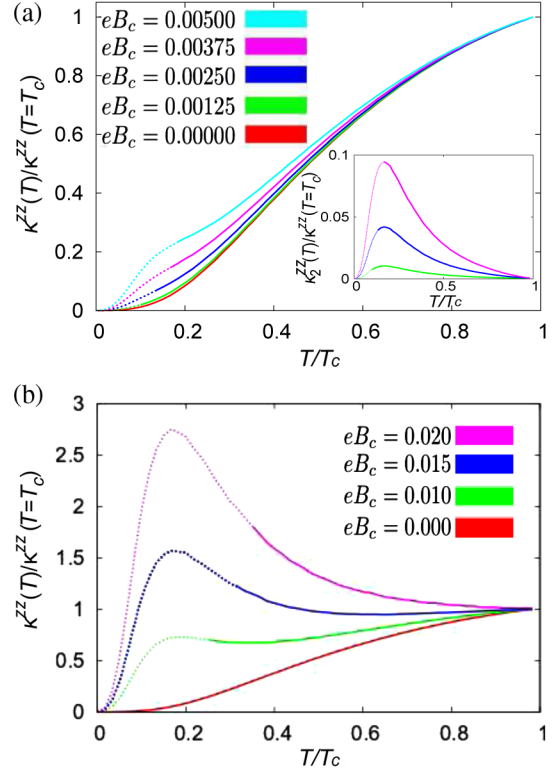 (a)
1
0.8
0.6
0.4
0.2
0
κ^{zz}(T)/κ^{zz}(T=T_c)
eB_c = 0.00500
eB_c = 0.00375
eB_c = 0.00250
eB_c = 0.00125
eB_c = 0.00000
0.1
0.05
0
κ_2^{zz}(T)/κ^{zz}(T=T_c)
0 0.5 1
T/T_c
0 0.2 0.4 0.6 0.8 1
T/T_c
(b)
3
2.5
2
1.5
1
0.5
0
κ^{zz}(T)/κ^{zz}(T=T_c)
eB_c = 0.020
eB_c = 0.015
eB_c = 0.010
eB_c = 0.000
0 0.2 0.4 0.6 0.8 1
T/T_c